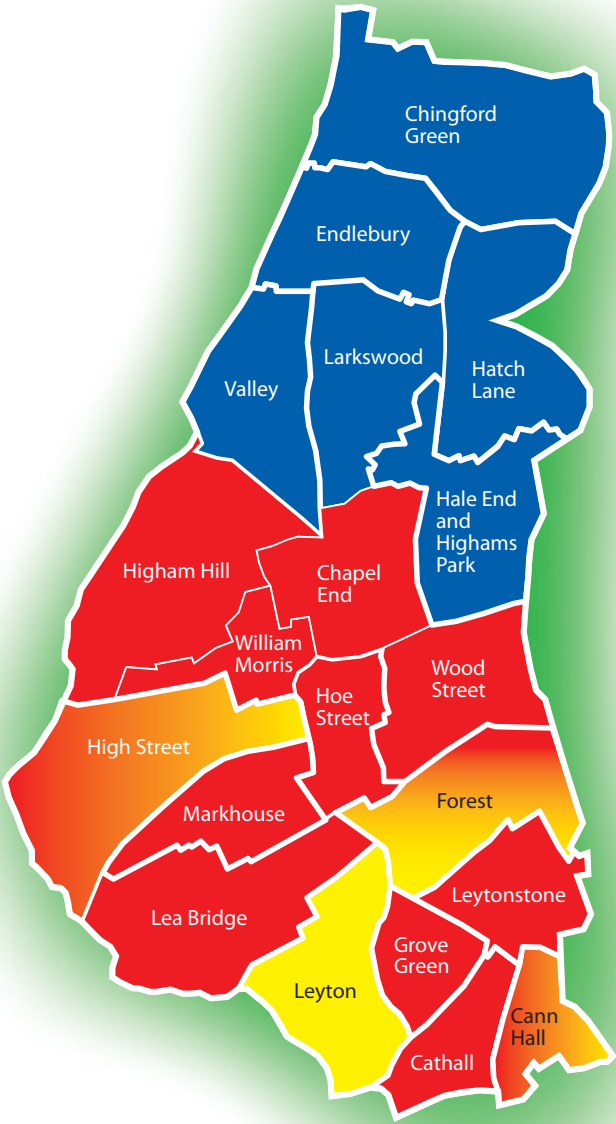 Chingford
Green
Endlebury
Larkswood
Hatch
Lane
Valley
Hale End
and
Highams
Park
Higham Hill
Chapel
End
William
Morris
Wood
Street
Hoe
Street
High Street
Forest
Markhouse
Leytonstone
Lea Bridge
Grove
Green
Leyton
Cann
Hall
Cathall